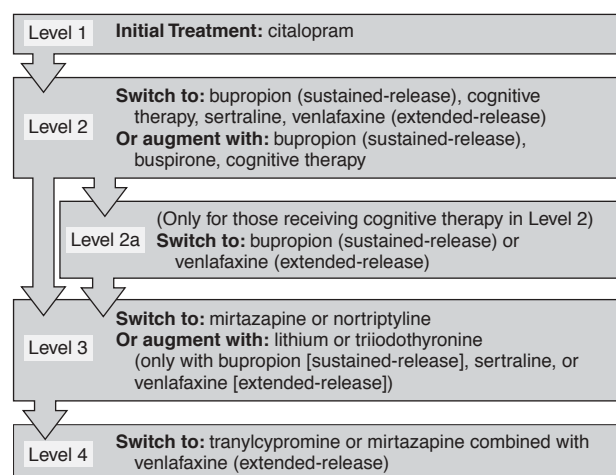 Level 1
Initial Treatment: citalopram
Level 2
Switch to: bupropion (sustained-release), cognitive
therapy, sertraline, venlafaxine (extended-release)
Or augment with: bupropion (sustained-release),
buspirone, cognitive therapy
Level 2a
(Only for those receiving cognitive therapy in Level 2)
Switch to: bupropion (sustained-release) or
venlafaxine (extended-release)
Level 3
Switch to: mirtazapine or nortriptyline
Or augment with: lithium or triiodothyronine
(only with bupropion [sustained-release], sertraline, or
venlafaxine [extended-release])
Level 4
Switch to: tranylcypromine or mirtazapine combined with
venlafaxine (extended-release)